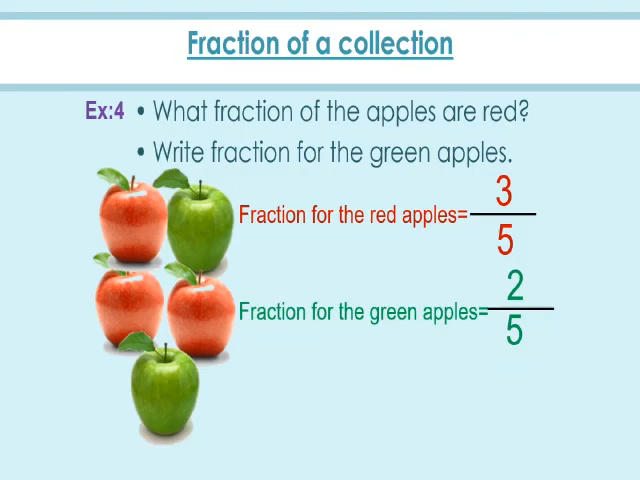 Fraction of a collection
Ex:4 • What fraction of the apples are red?
• Write fraction for the green apples.
Fraction for the red apples= 3
5
Fraction for the green apples= 2
5